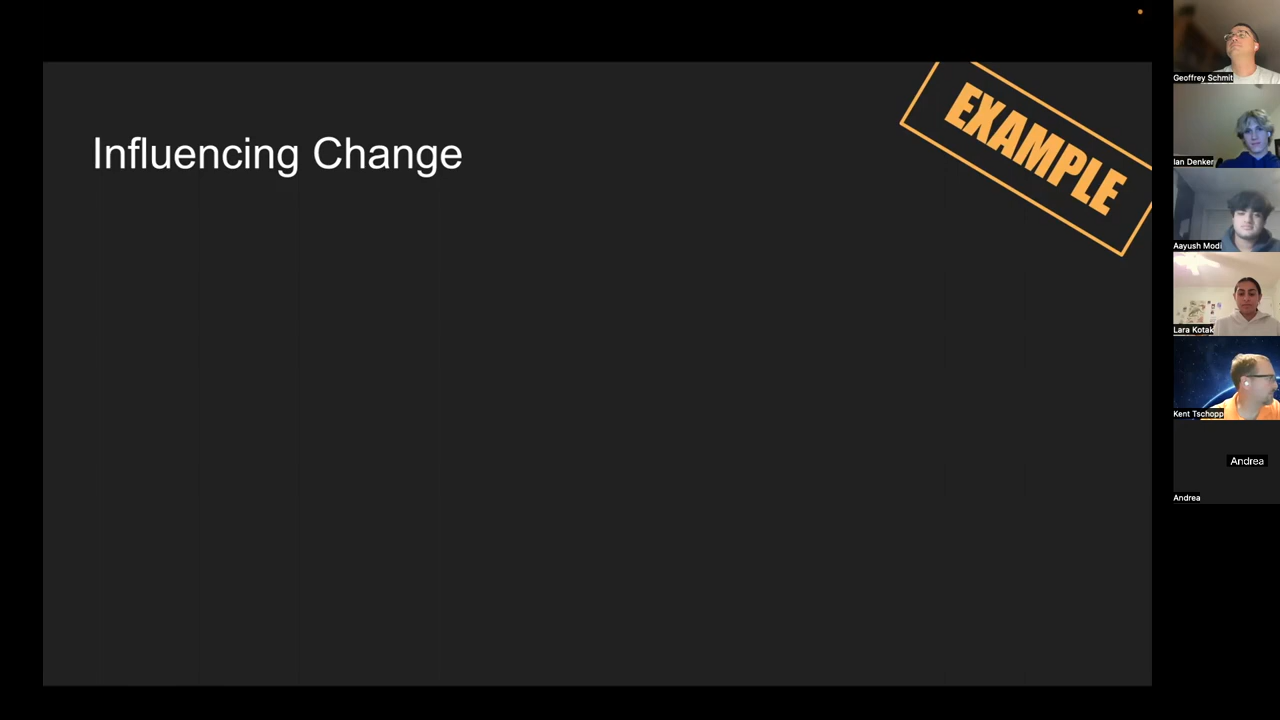 Influencing Change
EXAMPLE
Geoffrey Schmit
Ian Denker
Aayush Modi
Lara Kotak
Kent Tschopp
Andrea
Andrea